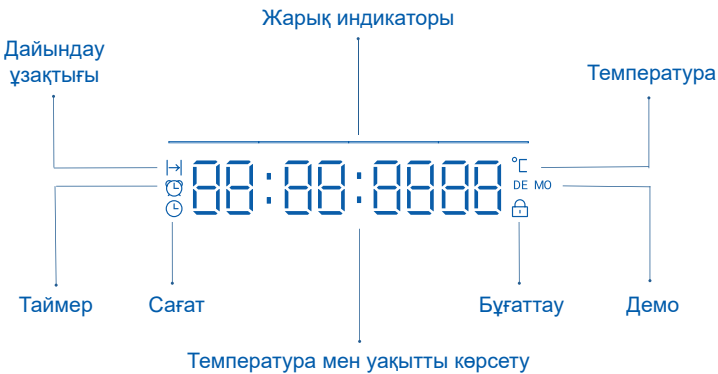 Жарық индикаторы
Дайындау
ұзақтығы
Температура
88:88:8888
°C
DE MO
Таймер
Сағат
Бұғаттау
Демо
Температура мен уақытты көрсету